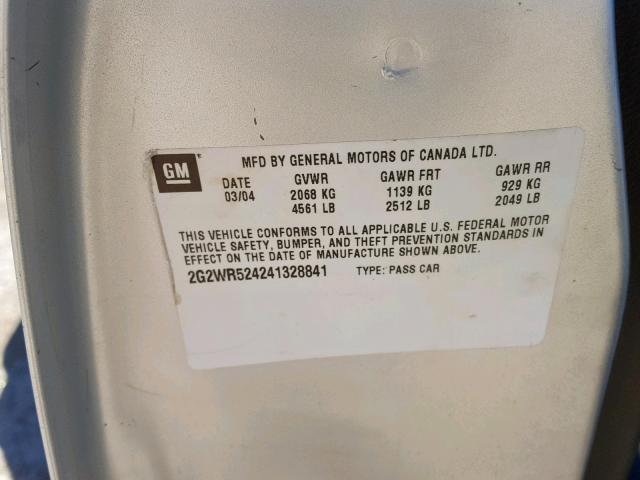 GM
MFD BY GENERAL MOTORS OF CANADA LTD.
DATE GVWR GAWR FRT GAWR RR
03/04 2068 KG 1139 KG 929 KG
4561 LB 2512 LB 2049 LB
THIS VEHICLE CONFORMS TO ALL APPLICABLE U.S. FEDERAL MOTOR
VEHICLE SAFETY, BUMPER, AND THEFT PREVENTION STANDARDS IN
EFFECT ON THE DATE OF MANUFACTURE SHOWN ABOVE.
2G2WR524241328841 TYPE: PASS CAR